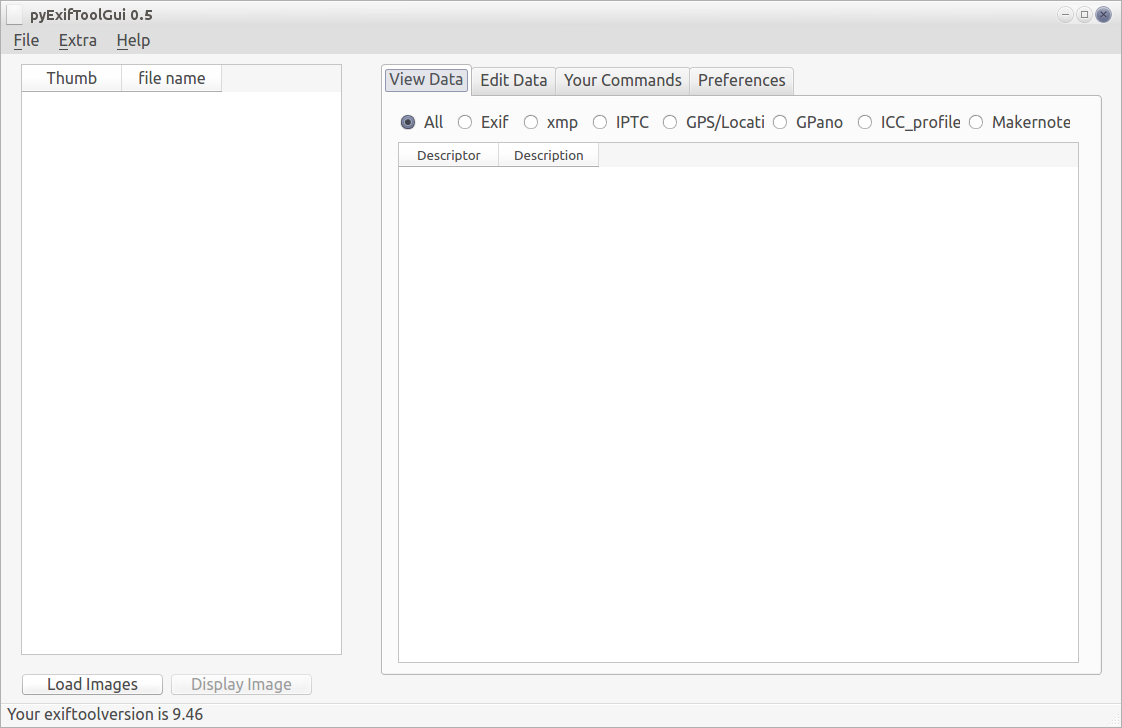 pyExifToolGui 0.5
File Extra Help
Thumb file name
View Data Edit Data Your Commands Preferences
All Exif xmp IPTC GPS/Locati GPano ICC_profile Makernote
Descriptor Description
Load Images Display Image
Your exiftoolversion is 9.46